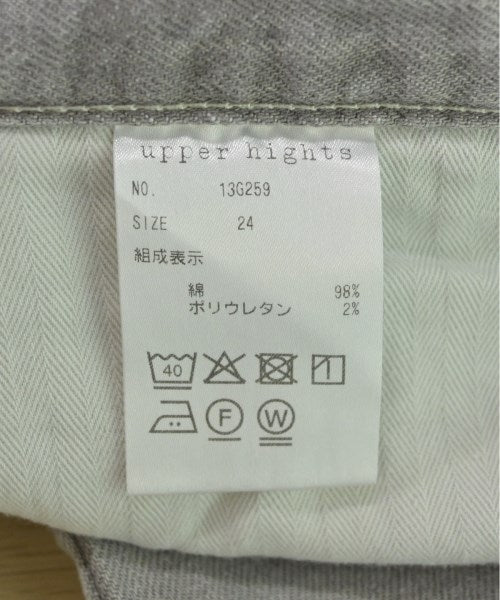 upper hights
NO. 13G259
SIZE 24
組成表示
綿 98%
ポリウレタン 2%
40
F W